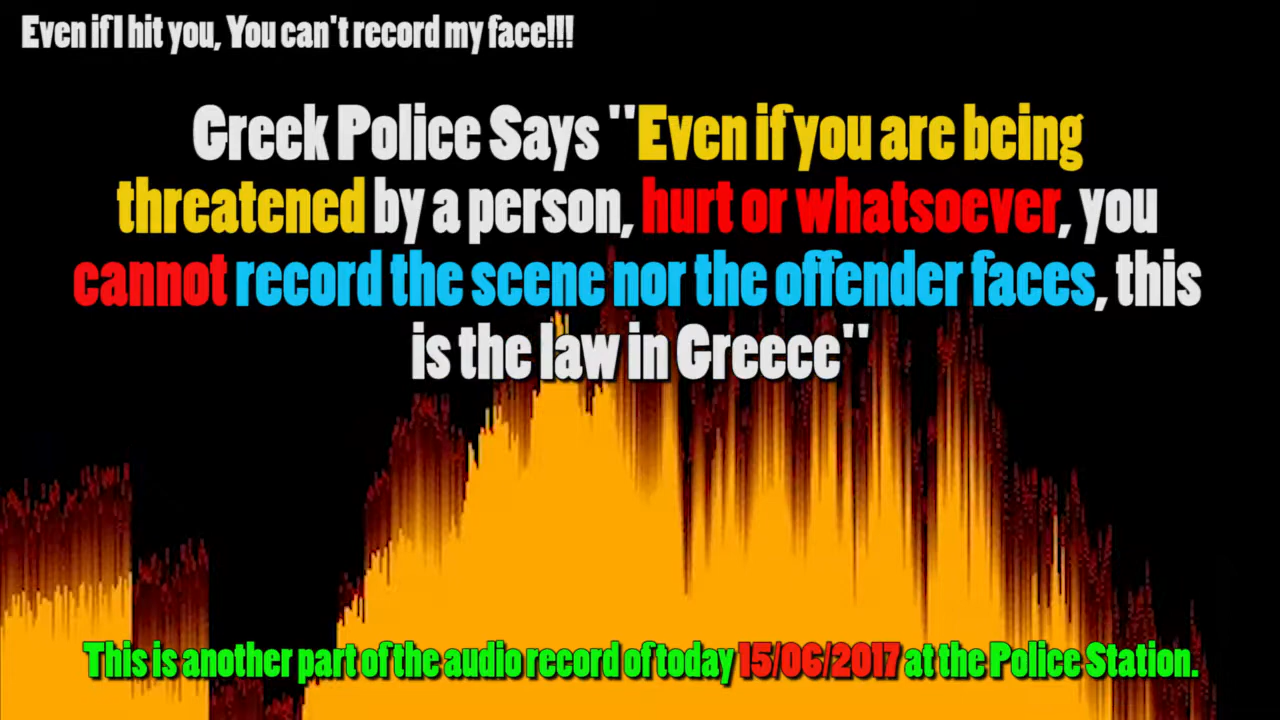 Even if I hit you, You can't record my face!!!
Greek Police Says "Even if you are being
threatened by a person, hurt or whatsoever, you
cannot record the scene nor the offender faces, this
is the law in Greece"
This is another part of the audio record of today 15/06/2017 at the Police Station.